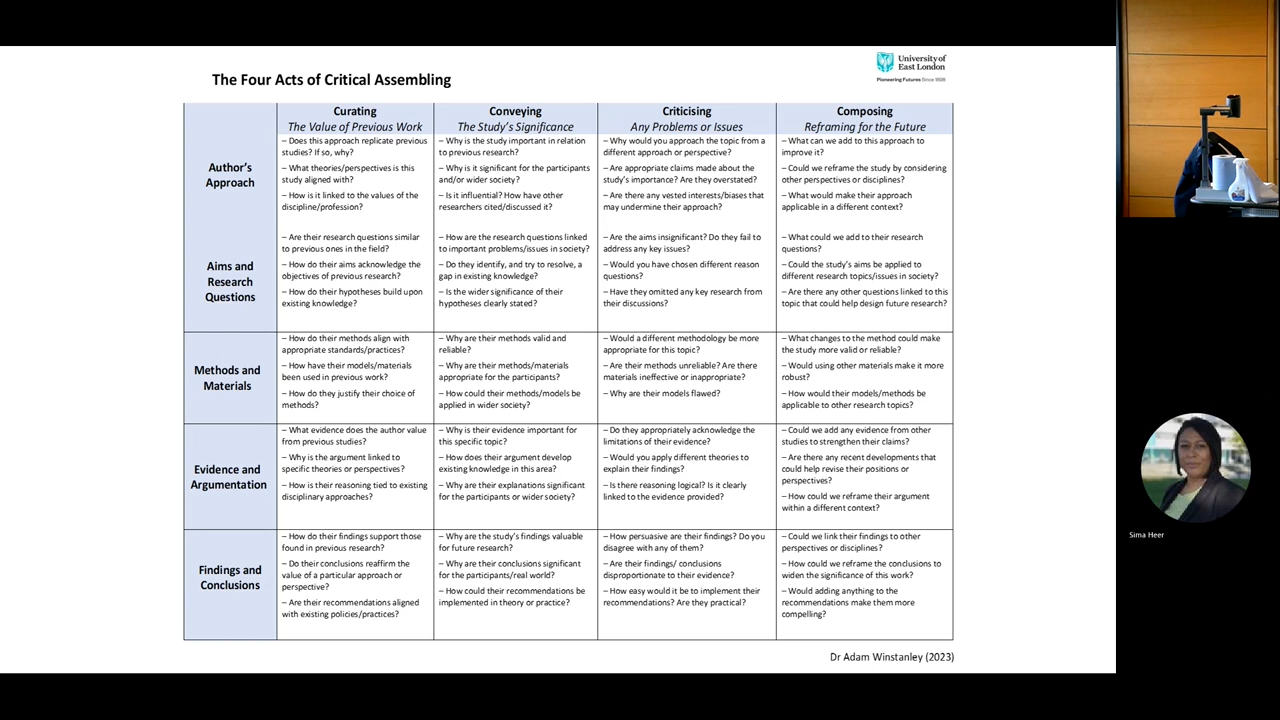 The Four Acts of Critical Assembling
University of
East London
Pioneering Futures Since 1898
Curating
The Value of Previous Work
Conveying
The Study's Significance
Criticising
Any Problems or Issues
Composing
Reframing for the Future
Author's
Approach
– Does this approach replicate previous
studies? If so, why?
– What theories/perspectives is this
study aligned with?
– How is it linked to the values of the
discipline/profession?
– Why is the study important in relation
to previous research?
– Why is it significant for the participants
and/or wider society?
– Is it influential? How have other
researchers cited/discussed it?
– Why would you approach the topic from a
different approach or perspective?
– Are appropriate claims made about the
study's importance? Are they overstated?
– Are there any vested interests/biases that
may undermine their approach?
– What can we add to this approach to
improve it?
– Could we reframe the study by considering
other perspectives or disciplines?
– What would make their approach
applicable in a different context?
Aims and
Research
Questions
– Are their research questions similar
to previous ones in the field?
– How do their aims acknowledge the
objectives of previous research?
– How do their hypotheses build upon
existing knowledge?
– How are the research questions linked
to important problems/issues in society?
– Do they identify, and try to resolve, a
gap in existing knowledge?
– Is the wider significance of their
hypotheses clearly stated?
– Are the aims insignificant? Do they fail to
address any key issues?
– Would you have chosen different reason
questions?
– Have they omitted any key research from
their discussions?
– What could we add to their research
questions?
– Could the study's aims be applied to
different research topics/issues in society?
– Are there any other questions linked to this
topic that could help design future research?
Methods and
Materials
– How do their methods align with
appropriate standards/practices?
– How have their models/materials
been used in previous work?
– How do they justify their choice of
methods?
– Why are their methods valid and
reliable?
– Why are their methods/materials
appropriate for the participants?
– How could their methods/models be
applied in wider society?
– Would a different methodology be more
appropriate for this topic?
– Are their methods unreliable? Are there
materials ineffective or inappropriate?
– Why are their models flawed?
– What changes to the method could make
the study more valid or reliable?
– Would using other materials make it more
robust?
– How would their models/methods be
applicable to other research topics?
Evidence and
Argumentation
– What evidence does the author value
from previous studies?
– Why is the argument linked to
specific theories or perspectives?
– How is their reasoning tied to existing
disciplinary approaches?
– Why is their evidence important for
this specific topic?
– How does their argument develop
existing knowledge in this area?
– Why are their explanations significant
for the participants or wider society?
– Do they appropriately acknowledge the
limitations of their evidence?
– Would you apply different theories to
explain their findings?
– Is there reasoning logical? Is it clearly
linked to the evidence provided?
– Could we add any evidence from other
studies to strengthen their claims?
– Are there any recent developments that
could help revise their positions or
perspectives?
– How could we reframe their argument
within a different context?
Findings and
Conclusions
– How do their findings support those
found in previous research?
– Do their conclusions reaffirm the
value of a particular approach or
perspective?
– Are their recommendations aligned
with existing policies/practices?
– Why are the study's findings valuable
for future research?
– Why are their conclusions significant
for the participants/real world?
– How could their recommendations be
implemented in theory or practice?
– How persuasive are their findings? Do you
disagree with any of them?
– Are their findings/ conclusions
disproportionate to their evidence?
– How easy would it be to implement their
recommendations? Are they practical?
– Could we link their findings to other
perspectives or disciplines?
– How could we reframe the conclusions to
widen the significance of this work?
– Would adding anything to the
recommendations make them more
compelling?
Dr Adam Winstanley (2023)
Sima Heer